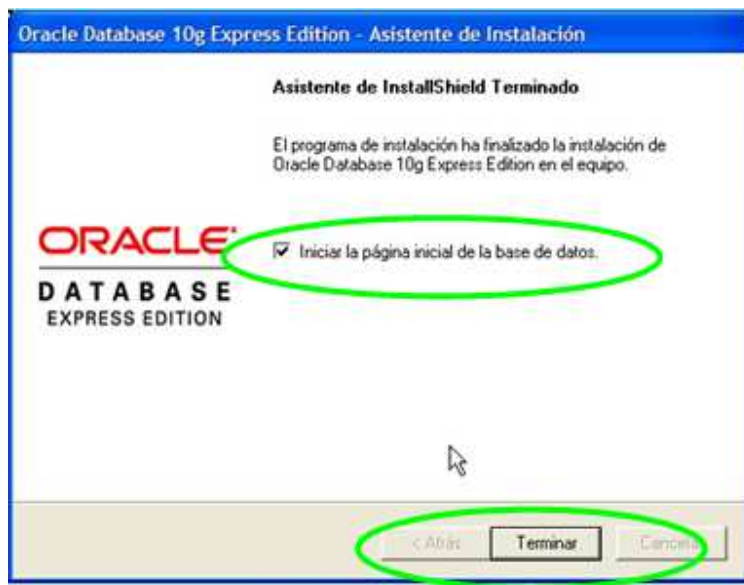 Oracle Database 10g Express Edition - Asistente de Instalación
Asistente de InstallShield Terminado
El programa de instalación ha finalizado la instalación de
Oracle Database 10g Express Edition en el equipo.
ORACLE
DATABASE
EXPRESS EDITION
Iniciar la página inicial de la base de datos.
< Atrás
Terminar
Cancelar